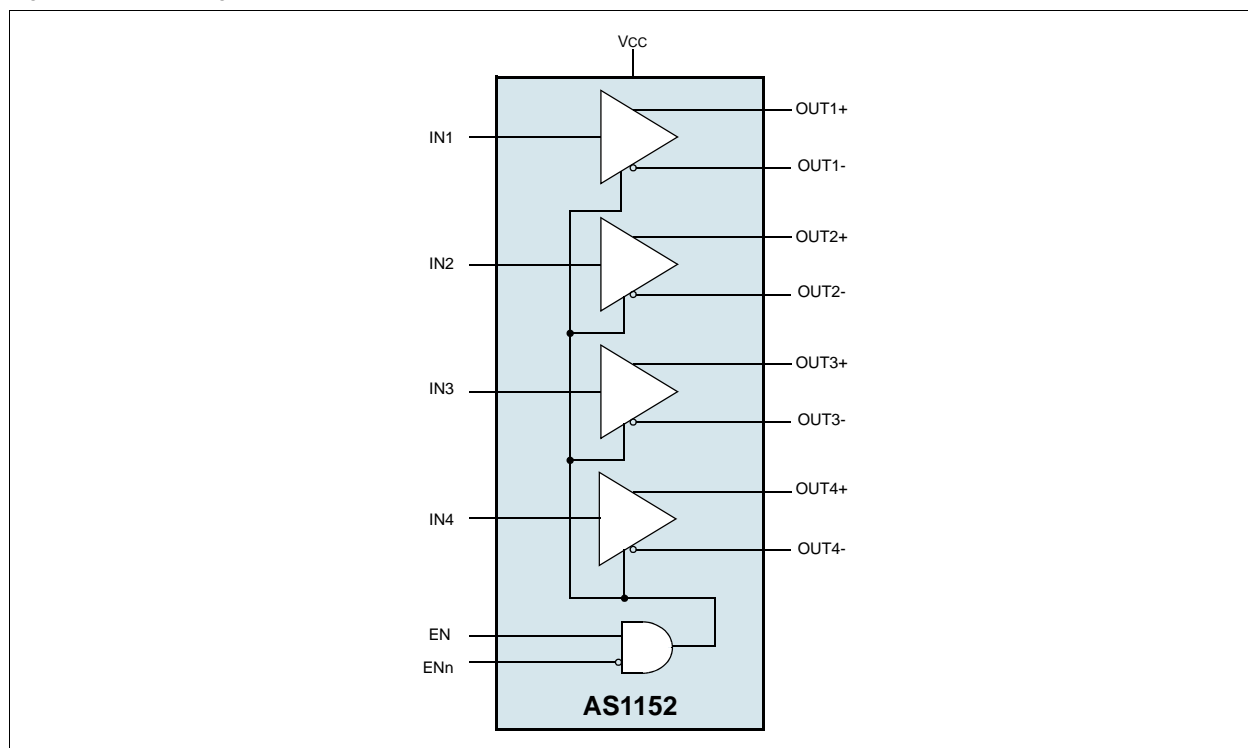 Vcc
OUT1+
IN1
OUT1-
OUT2+
IN2
OUT2-
OUT3+
IN3
OUT3-
OUT4+
IN4
OUT4-
EN
ENn
AS1152